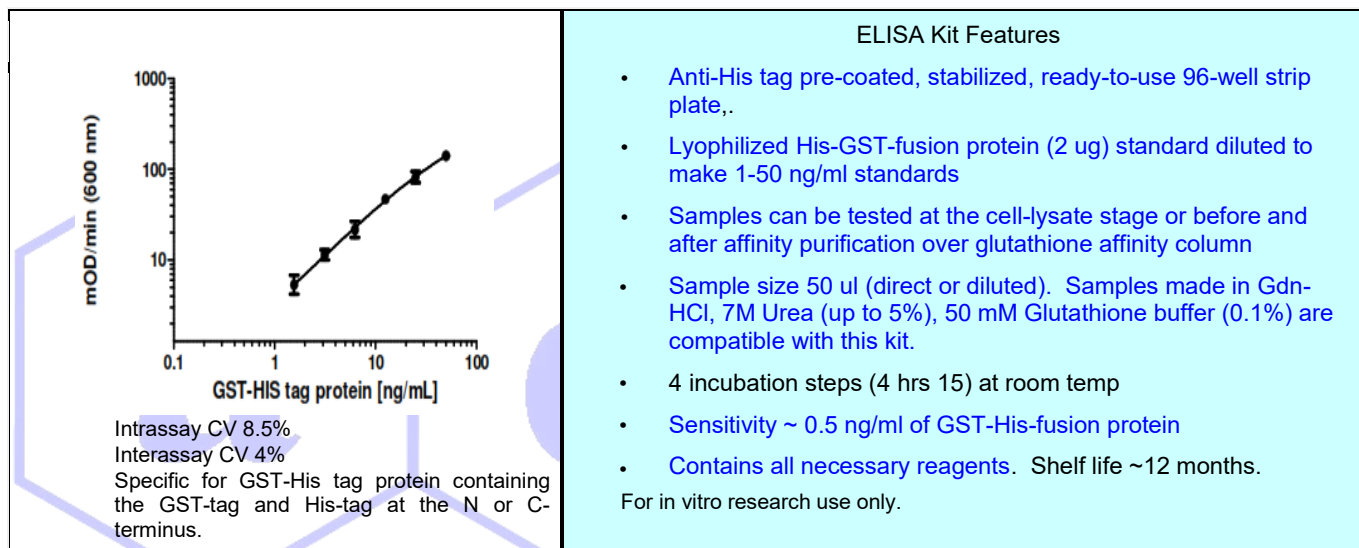 1000
100
10
mOD/min (600 nm)
0.1
1
10
100
GST-HIS tag protein [ng/mL]
Intrassay CV 8.5%
Interassay CV 4%
Specific for GST-His tag protein containing
the GST-tag and His-tag at the N or C-
terminus.
ELISA Kit Features
• Anti-His tag pre-coated, stabilized, ready-to-use 96-well strip
plate,.
• Lyophilized His-GST-fusion protein (2 ug) standard diluted to
make 1-50 ng/ml standards
• Samples can be tested at the cell-lysate stage or before and
after affinity purification over glutathione affinity column
• Sample size 50 ul (direct or diluted). Samples made in Gdn-
HCl, 7M Urea (up to 5%), 50 mM Glutathione buffer (0.1%) are
compatible with this kit.
• 4 incubation steps (4 hrs 15) at room temp
• Sensitivity ~ 0.5 ng/ml of GST-His-fusion protein
• Contains all necessary reagents. Shelf life ~12 months.
For in vitro research use only.